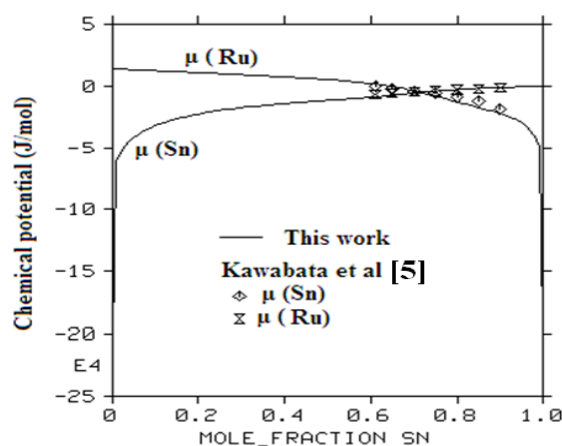 5
μ (Ru)
0
μ (Sn)
-5
-10
This work
-15
Kawabata et al [5]
μ (Sn)
μ ( Ru)
-20
E4
-25
0 0.2 0.4 0.6 0.8 1.0
MOLE_FRACTION SN
Chemical potential (J/mol)